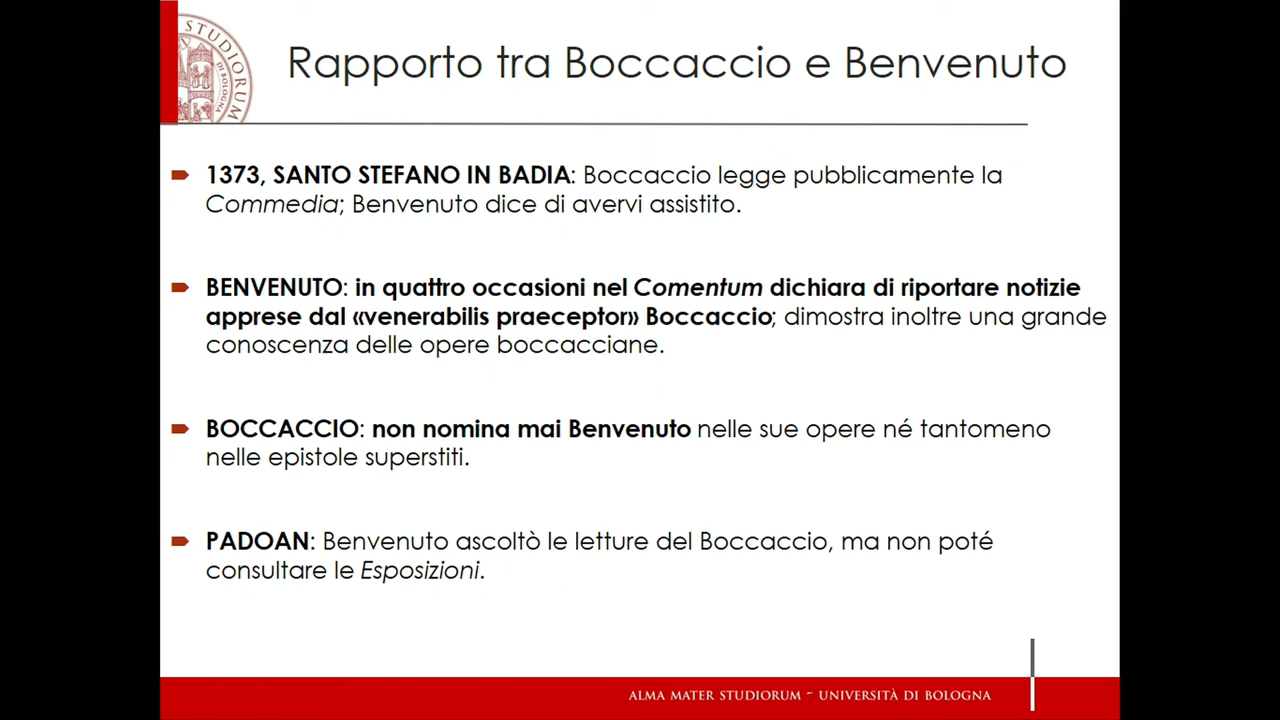 STUDIORUM
DI BOLOGNA
Rapporto tra Boccaccio e Benvenuto
1373, SANTO STEFANO IN BADIA: Boccaccio legge pubblicamente la
Commedia; Benvenuto dice di avervi assistito.
BENVENUTO: in quattro occasioni nel Comentum dichiara di riportare notizie
apprese dal «venerabilis praeceptor» Boccaccio; dimostra inoltre una grande
conoscenza delle opere boccacciane.
BOCCACCIO: non nomina mai Benvenuto nelle sue opere né tantomeno
nelle epistole superstiti.
PADOAN: Benvenuto ascoltò le letture del Boccaccio, ma non poté
consultare le Esposizioni.
ALMA MATER STUDIORUM ~ UNIVERSITÀ DI BOLOGNA